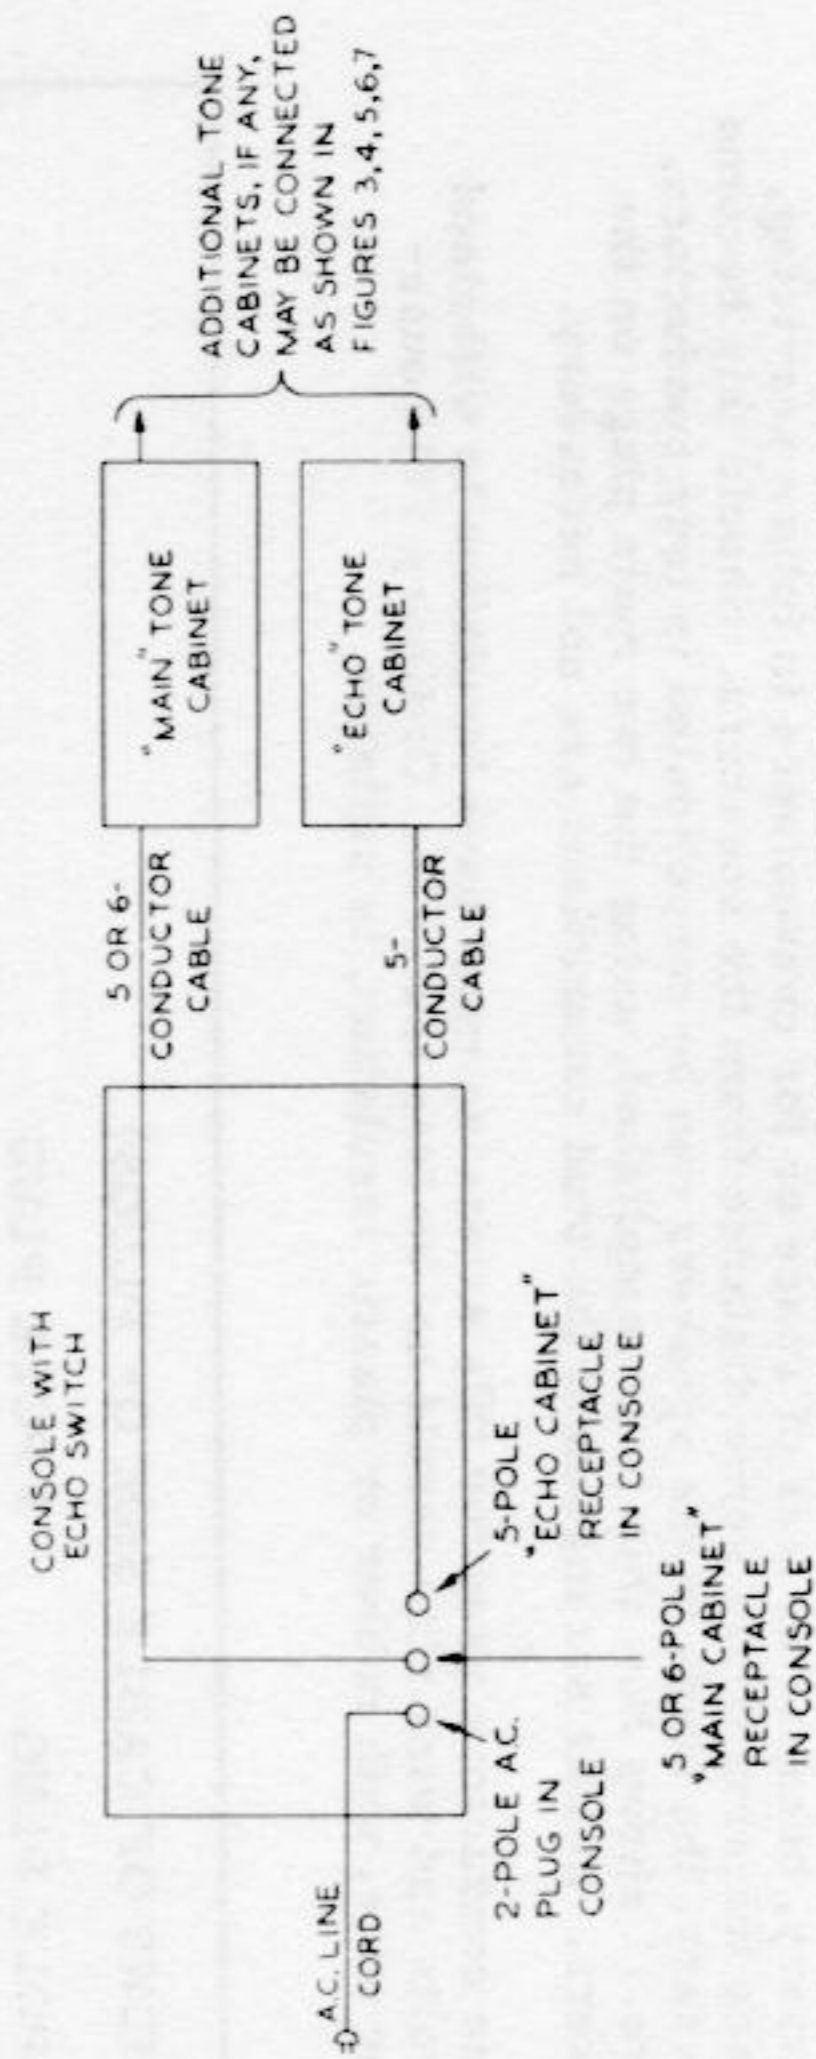 CONSOLE WITH
ECHO SWITCH
A.C. LINE
CORD
2-POLE A.C.
PLUG IN
CONSOLE
5 OR 6-POLE
"MAIN CABINET"
RECEPTACLE
IN CONSOLE
5-POLE
"ECHO CABINET"
RECEPTACLE
IN CONSOLE
5 OR 6-
CONDUCTOR
CABLE
5-
CONDUCTOR
CABLE
"MAIN" TONE
CABINET
"ECHO" TONE
CABINET
ADDITIONAL TONE
CABINETS, IF ANY,
MAY BE CONNECTED
AS SHOWN IN
FIGURES 3,4,5,6,7